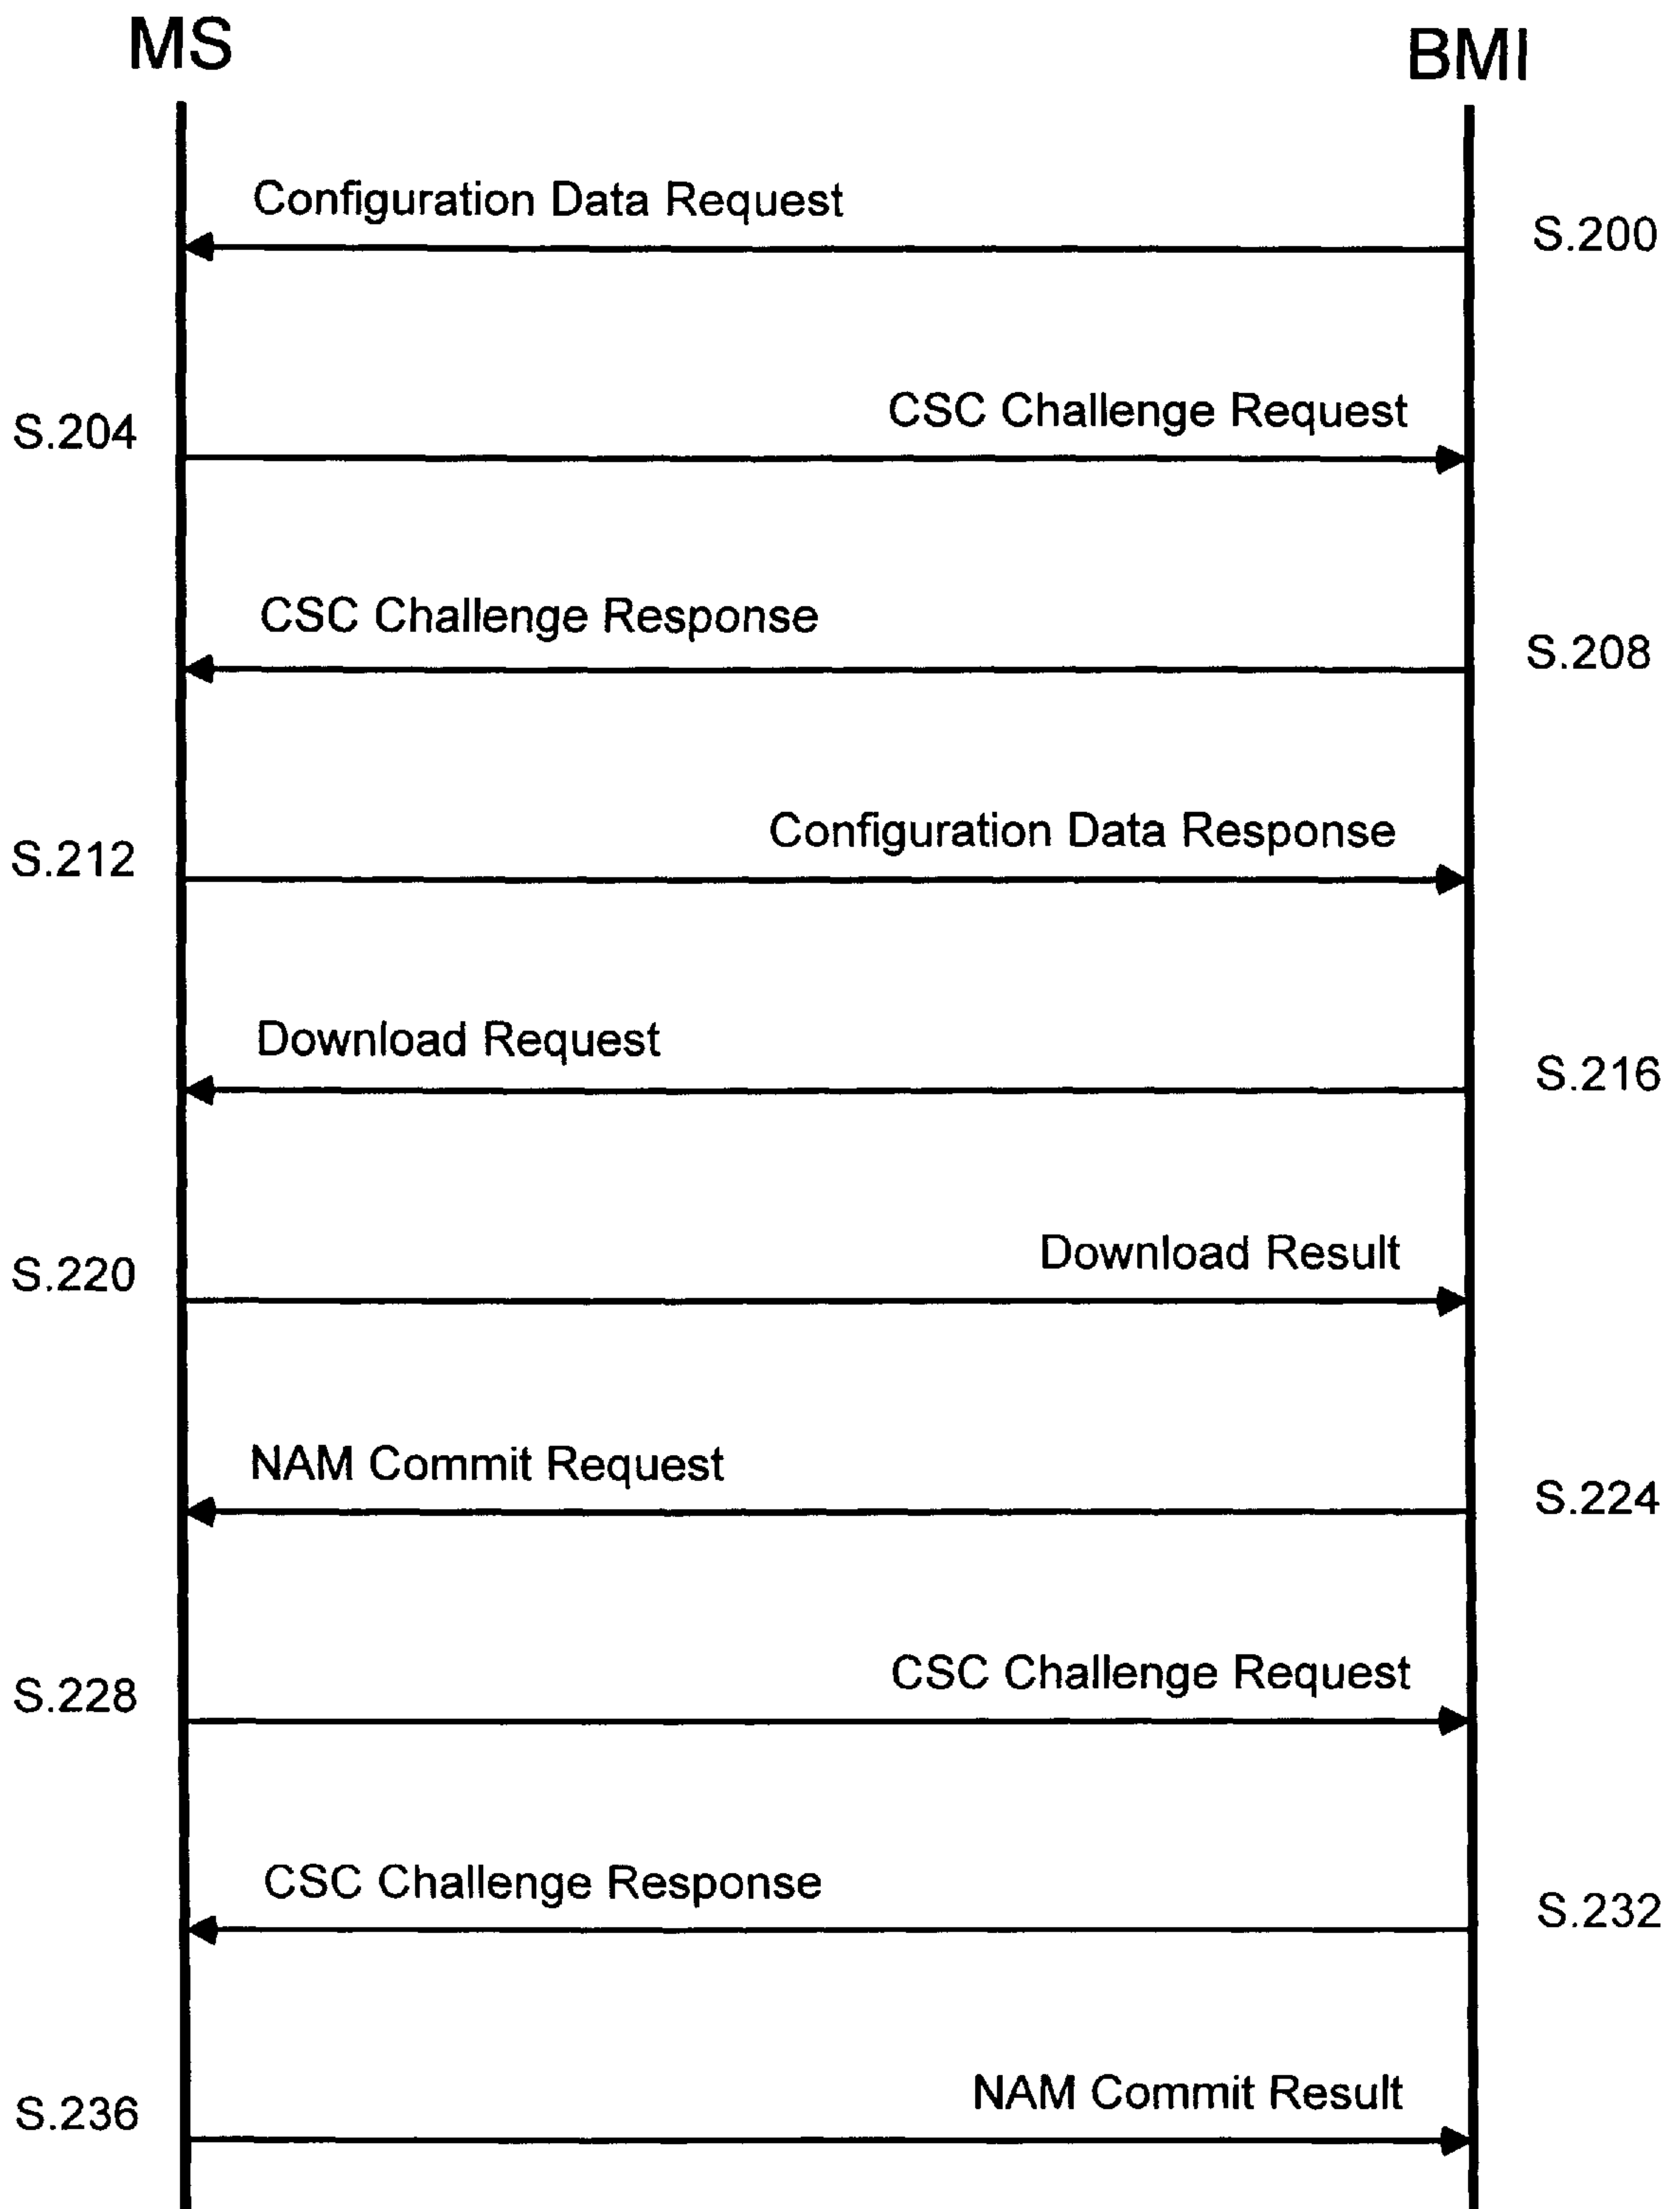 MS
BMI
Configuration Data Request
S.200
CSC Challenge Request
S.204
CSC Challenge Response
S.208
Configuration Data Response
S.212
Download Request
S.216
Download Result
S.220
NAM Commit Request
S.224
CSC Challenge Request
S.228
CSC Challenge Response
S.232
NAM Commit Result
S.236